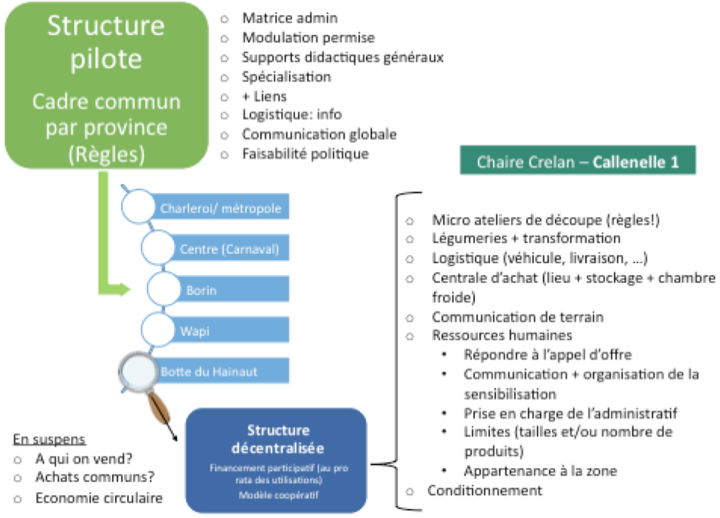 Structure
pilote
Cadre commun
par province
(Règles)
Matrice admin
Modulation permise
Supports didactiques généraux
Spécialisation
+ Liens
Logistique: info
Communication globale
Faisabilité politique
Chaire Crelan – Callenelle 1
Charleroi/ métropole
Centre (Carnaval)
Borin
Wapi
Botte du Hainaut
Micro ateliers de découpe (règles!)
Légumeries + transformation
Logistique (véhicule, livraison, …)
Centrale d'achat (lieu + stockage + chambre
froide)
Communication de terrain
Ressources humaines
Répondre à l'appel d'offre
Communication + organisation de la
sensibilisation
Prise en charge de l'administratif
Limites (tailles et/ou nombre de
produits)
Appartenance à la zone
Conditionnement
Structure
décentralisée
Financement participatif (au pro
rata des utilisations)
Modèle coopératif
En suspens
A qui on vend?
Achats communs?
Economie circulaire